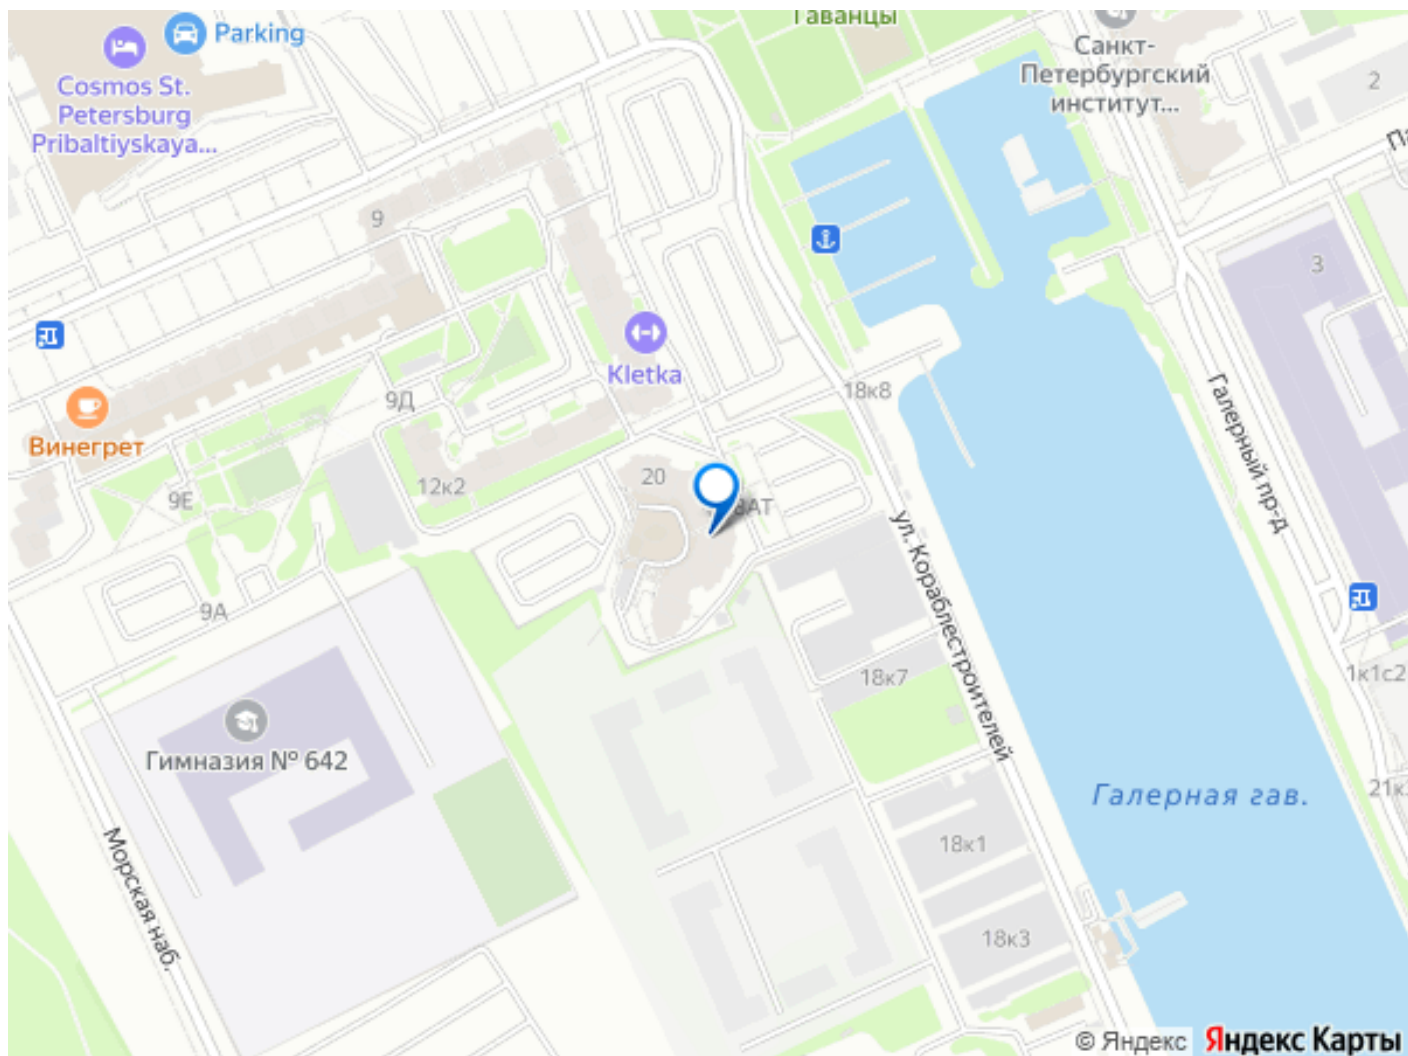 Parking
Cosmos St.
Petersburg
Pribaltiyskaya...
Гаванцы
Санкт-
Петербургский
институт...
2
9
3
Kletka
18к8
Винегрет
9Д
Галерный пр-д
20
12к2
9Е
ул. Кораблестроителей
9А
1к1с2
18к7
Гимназия № 642
Галерная гав.
18к1
Морская наб.
18к3
© Яндекс
Яндекс Карты